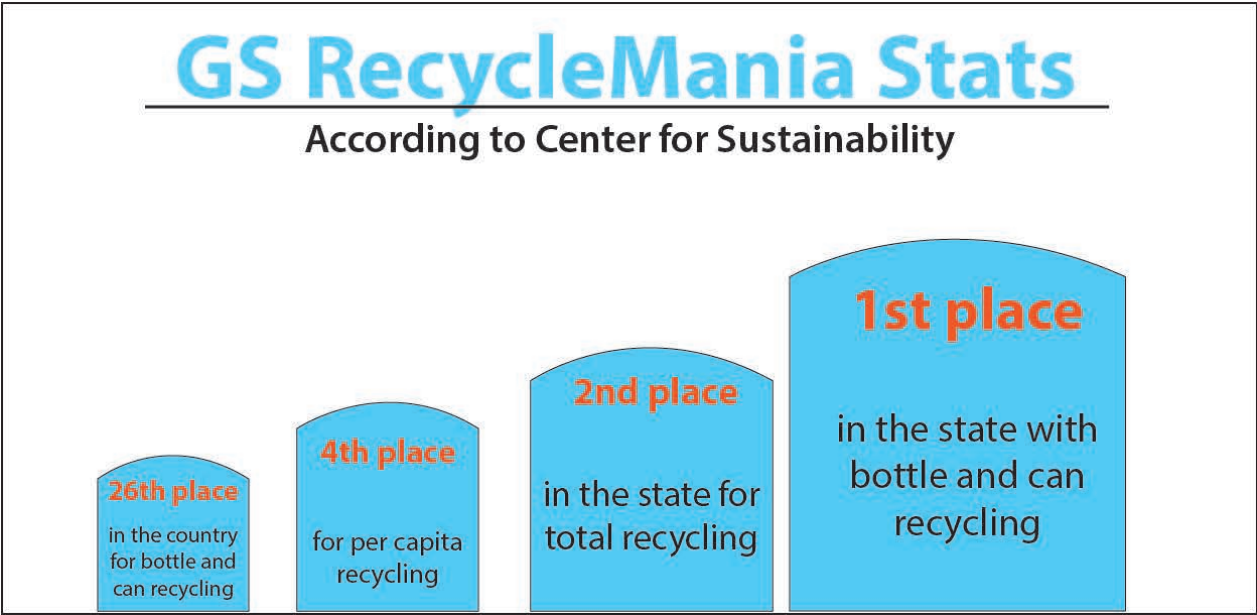 GS RecycleMania Stats
According to Center for Sustainability
26th place
in the country
for bottle and
can recycling
4th place
for per capita
recycling
2nd place
in the state for
total recycling
1st place
in the state with
bottle and can
recycling